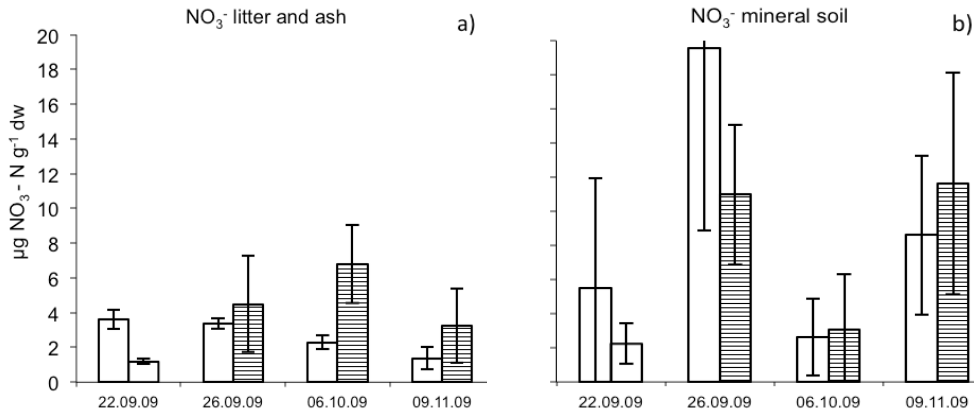 NO₃⁻ litter and ash
a)
NO₃⁻ mineral soil
b)
µg NO₃- N g⁻¹ dw
20
18
16
14
12
10
8
6
4
2
0
22.09.09 26.09.09 06.10.09 09.11.09
22.09.09 26.09.09 06.10.09 09.11.09